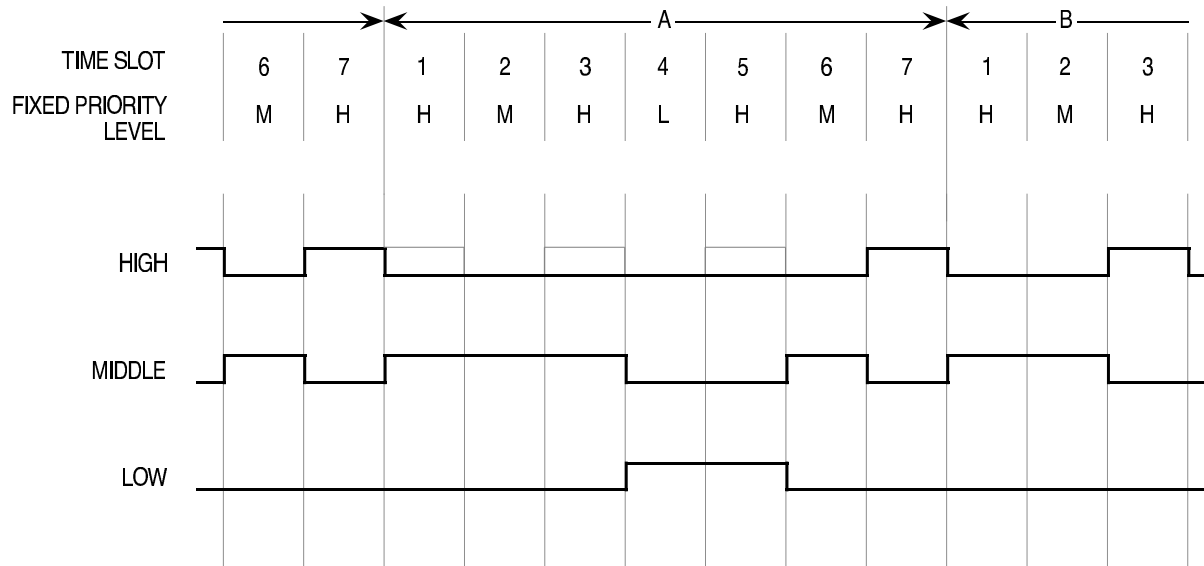 A B
TIME SLOT 6 7 1 2 3 4 5 6 7 1 2 3
FIXED PRIORITY
LEVEL M H H M H L H M H H M H
HIGH
MIDDLE
LOW